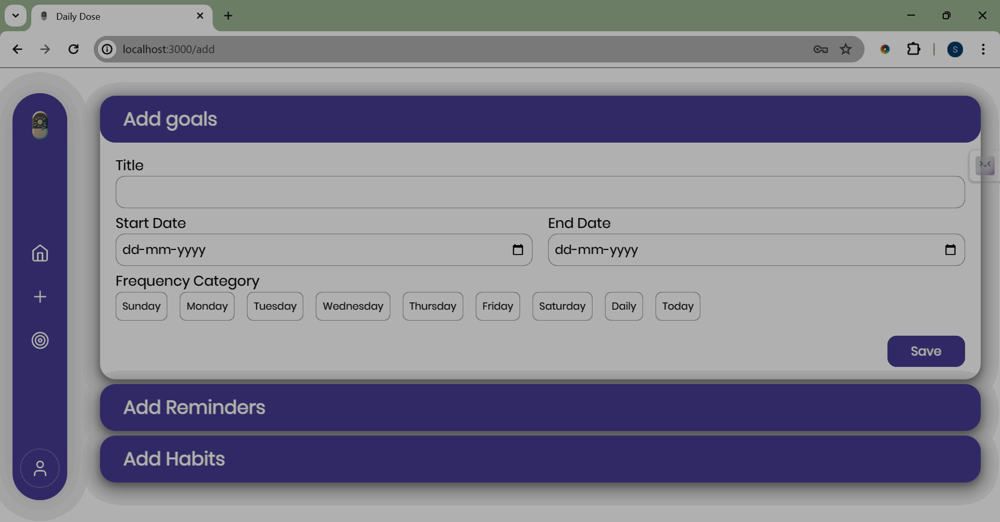 Daily Dose
localhost:3000/add
S
Add goals
Title
Start Date End Date
dd-mm-yyyy dd-mm-yyyy
Frequency Category
Sunday Monday Tuesday Wednesday Thursday Friday Saturday Daily Today
Save
Add Reminders
Add Habits